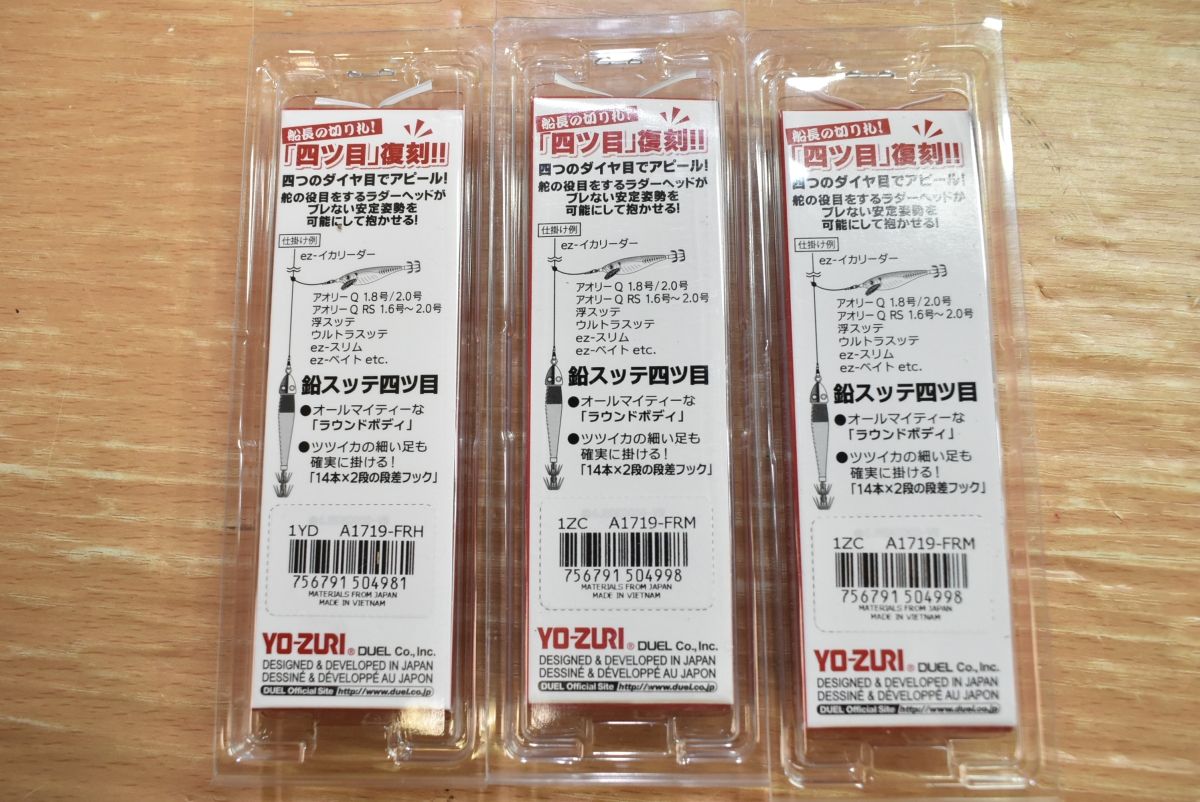 船長の切り札!
「四ツ目」復刻!!
四つのダイヤ目でアピール!
舵の役目をするラダーヘッドが
ブレない安定姿勢を
可能にして抱かせる!
仕掛け例
ez-イカリーダー
アオリーQ 1.8号/2.0号
アオリーQ RS 1.6号～2.0号
浮スッテ
ウルトラスッテ
ez-スリム
ez-ベイト etc.
鉛スッテ四ツ目
●オールマイティーな
「ラウンドボディ」
●ツツイカの細い足も
確実に掛ける!
「14本×2段の段差フック」
1YD A1719-FRH
756791 504981
MATERIALS FROM JAPAN
MADE IN VIETNAM
YO-ZURI® DUEL Co., Inc.
DESIGNED & DEVELOPED IN JAPAN
DESSINÉ & DÉVELOPPÉ AU JAPON
DUEL Official Site http://www.duel.co.jp
船長の切り札!
「四ツ目」復刻!!
四つのダイヤ目でアピール!
舵の役目をするラダーヘッドが
ブレない安定姿勢を
可能にして抱かせる!
仕掛け例
ez-イカリーダー
アオリーQ 1.8号/2.0号
アオリーQ RS 1.6号～2.0号
浮スッテ
ウルトラスッテ
ez-スリム
ez-ベイト etc.
鉛スッテ四ツ目
●オールマイティーな
「ラウンドボディ」
●ツツイカの細い足も
確実に掛ける!
「14本×2段の段差フック」
1ZC A1719-FRM
756791 504998
MATERIALS FROM JAPAN
MADE IN VIETNAM
YO-ZURI® DUEL Co., Inc.
DESIGNED & DEVELOPED IN JAPAN
DESSINÉ & DÉVELOPPÉ AU JAPON
DUEL Official Site http://www.duel.co.jp
船長の切り札!
「四ツ目」復刻!!
四つのダイヤ目でアピール!
舵の役目をするラダーヘッドが
ブレない安定姿勢を
可能にして抱かせる!
仕掛け例
ez-イカリーダー
アオリーQ 1.8号/2.0号
アオリーQ RS 1.6号～2.0号
浮スッテ
ウルトラスッテ
ez-スリム
ez-ベイト etc.
鉛スッテ四ツ目
●オールマイティーな
「ラウンドボディ」
●ツツイカの細い足も
確実に掛ける!
「14本×2段の段差フック」
1ZC A1719-FRM
756791 504998
MATERIALS FROM JAPAN
MADE IN VIETNAM
YO-ZURI® DUEL Co., Inc.
DESIGNED & DEVELOPED IN JAPAN
DESSINÉ & DÉVELOPPÉ AU JAPON
DUEL Official Site http://www.duel.co.jp